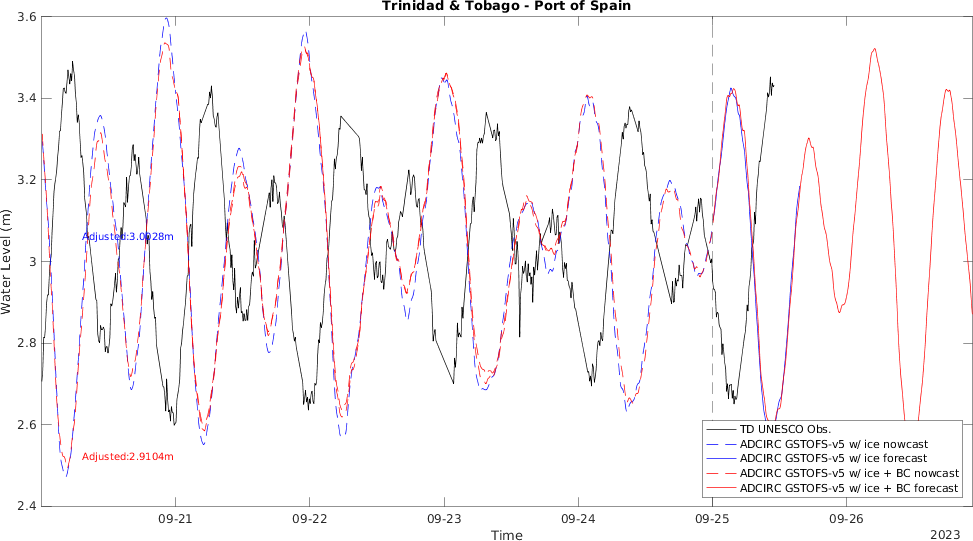 Trinidad & Tobago - Port of Spain
3.6
3.4
3.2
3
2.8
2.6
2.4
Water Level (m)
Adjusted:3.0028m
Adjusted:2.9104m
TD UNESCO Obs.
ADCIRC GSTOFS-v5 w/ ice nowcast
ADCIRC GSTOFS-v5 w/ ice forecast
ADCIRC GSTOFS-v5 w/ ice + BC nowcast
ADCIRC GSTOFS-v5 w/ ice + BC forecast
09-21 09-22 09-23 09-24 09-25 09-26
Time
2023